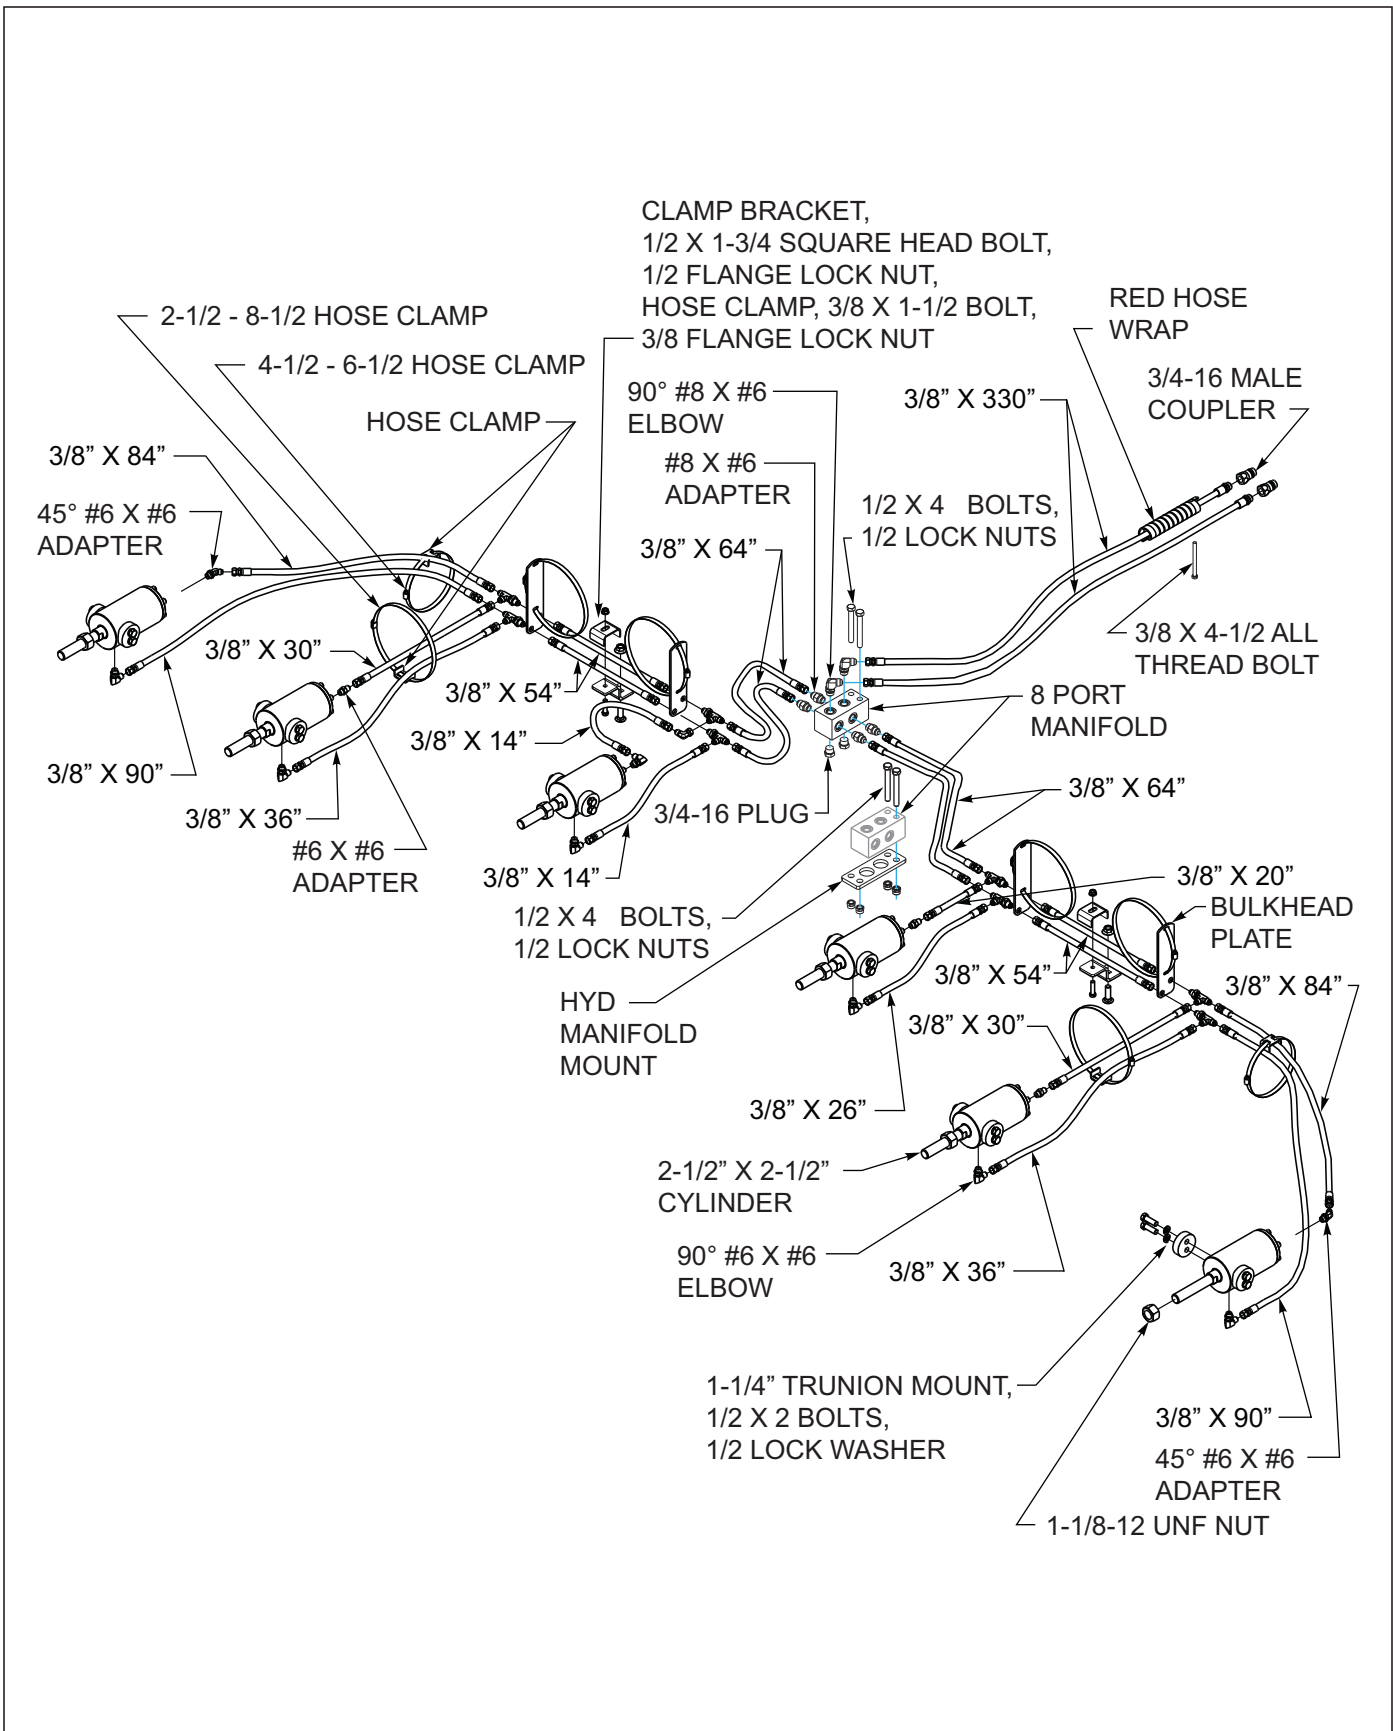 CLAMP BRACKET,
1/2 X 1-3/4 SQUARE HEAD BOLT,
1/2 FLANGE LOCK NUT,
HOSE CLAMP, 3/8 X 1-1/2 BOLT,
3/8 FLANGE LOCK NUT
2-1/2 - 8-1/2 HOSE CLAMP
4-1/2 - 6-1/2 HOSE CLAMP
HOSE CLAMP
RED HOSE
WRAP
3/4-16 MALE
COUPLER
90° #8 X #6
ELBOW
3/8” X 330”
#8 X #6
ADAPTER
3/8” X 84”
45° #6 X #6
ADAPTER
1/2 X 4 BOLTS,
1/2 LOCK NUTS
3/8” X 64”
3/8 X 4-1/2 ALL
THREAD BOLT
3/8” X 30”
3/8” X 54”
8 PORT
MANIFOLD
3/8” X 14”
3/8” X 90”
3/8” X 36”
3/4-16 PLUG
3/8” X 64”
#6 X #6
ADAPTER
3/8” X 14”
1/2 X 4 BOLTS,
1/2 LOCK NUTS
3/8” X 20”
BULKHEAD
PLATE
3/8” X 54”
3/8” X 84”
HYD
MANIFOLD
MOUNT
3/8” X 30”
3/8” X 26”
2-1/2” X 2-1/2”
CYLINDER
90° #6 X #6
ELBOW
3/8” X 36”
1-1/4” TRUNION MOUNT,
1/2 X 2 BOLTS,
1/2 LOCK WASHER
3/8” X 90”
45° #6 X #6
ADAPTER
1-1/8-12 UNF NUT